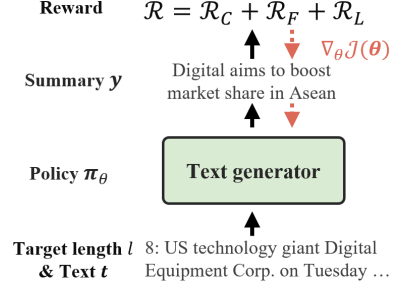 Reward
ℛ = ℛ_C + ℛ_F + ℛ_L
∇_θ𝒥(θ)
Summary y
Digital aims to boost
market share in Asean
Policy π_θ
Text generator
Target length l
& Text t
8: US technology giant Digital
Equipment Corp. on Tuesday …